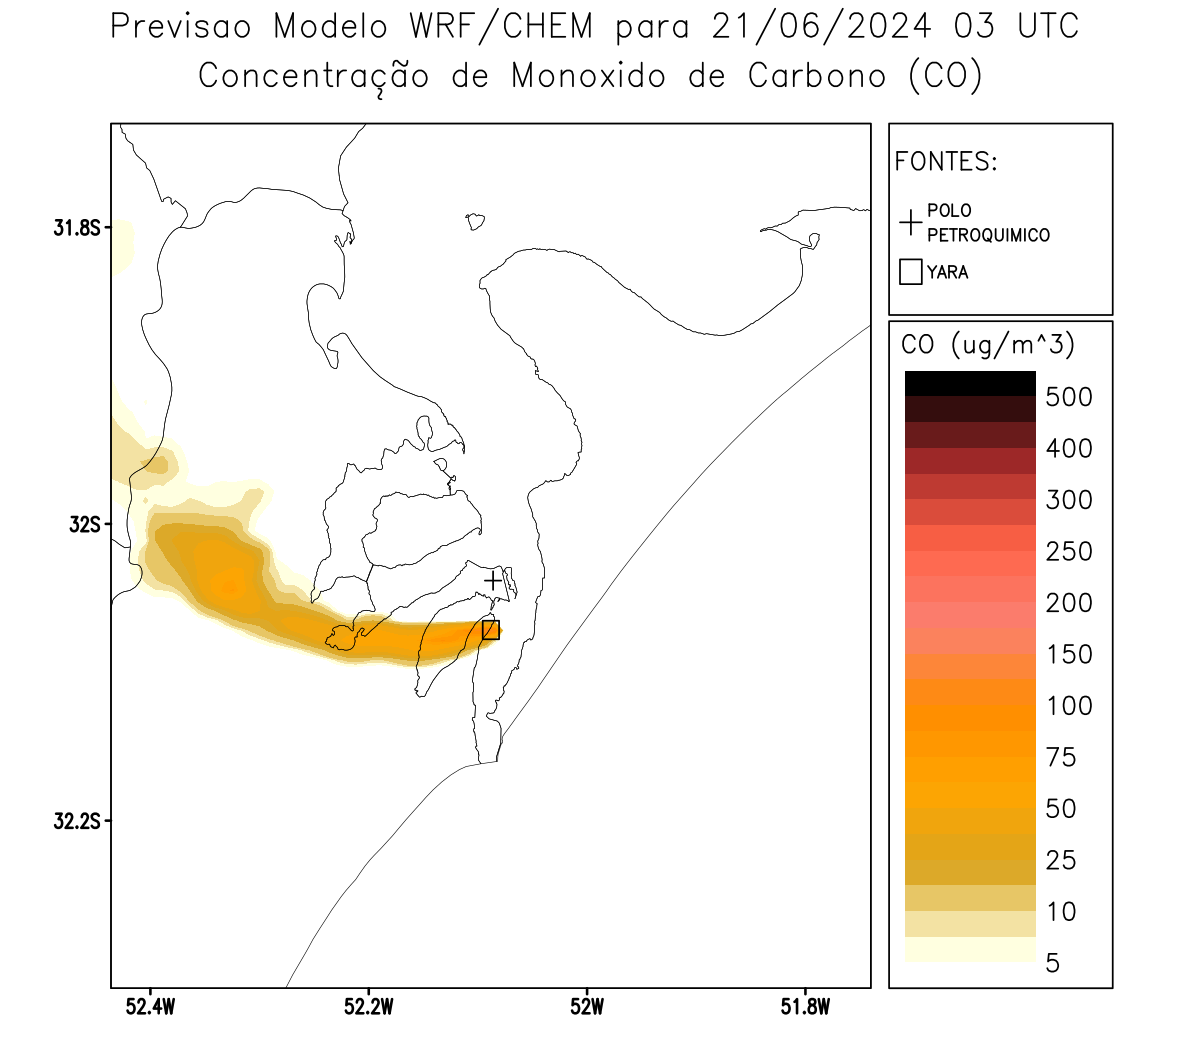 Previsao Modelo WRF/CHEM para 21/06/2024 03 UTC
Concentração de Monoxido de Carbono (CO)
FONTES:
POLO
PETROQUIMICO
YARA
CO (ug/m^3)
500
400
300
250
200
150
100
75
50
25
10
5
31.8S
32S
32.2S
52.4W
52.2W
52W
51.8W